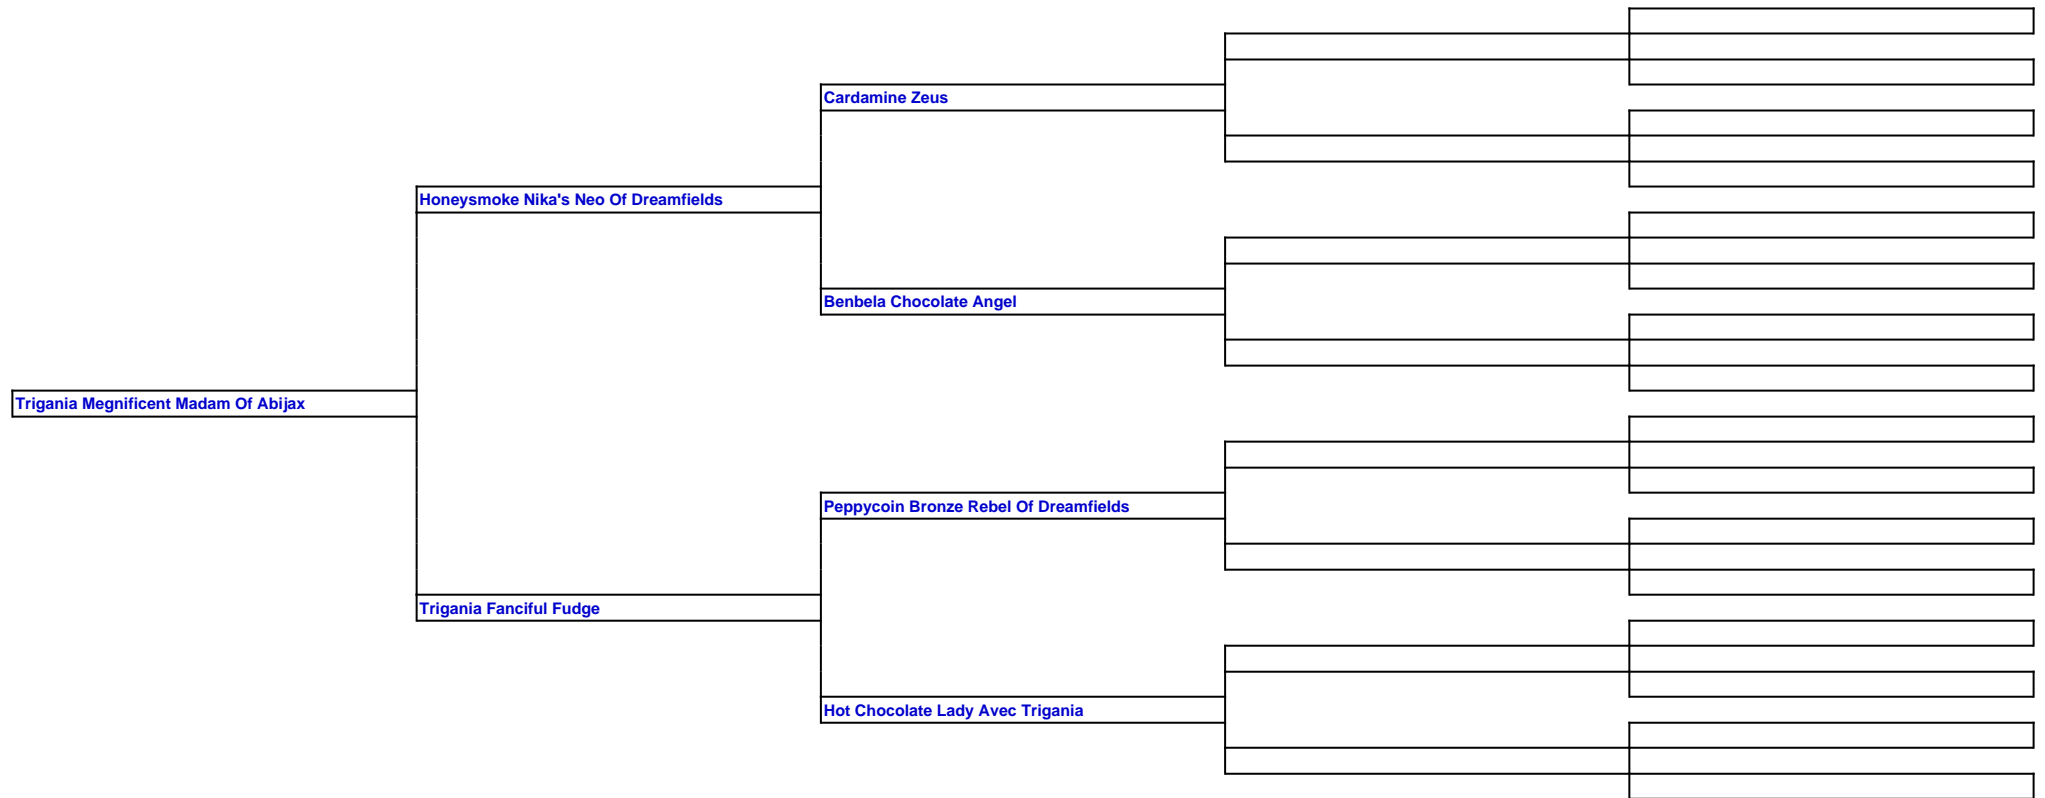 Cardamine Zeus
Honeysmoke Nika's Neo Of Dreamfields
Benbela Chocolate Angel
Trigania Megnificent Madam Of Abijax
Peppycoin Bronze Rebel Of Dreamfields
Trigania Fanciful Fudge
Hot Chocolate Lady Avec Trigania